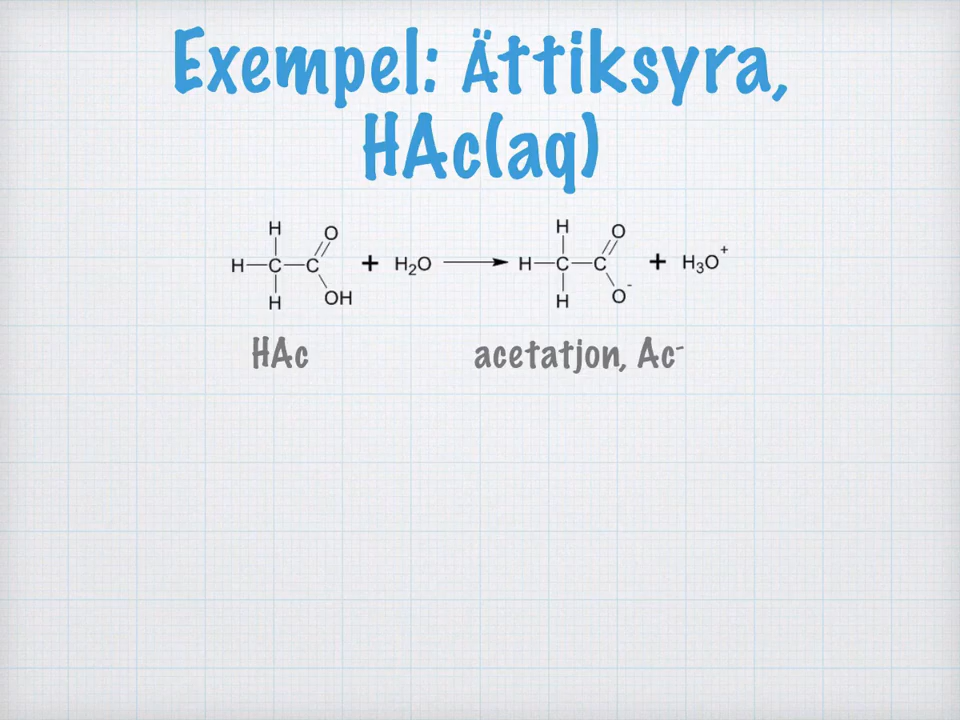 Exempel: Ättiksyra,
HAc(aq)
H H
O O
H—C—C + H₂O ⟶ H—C—C + H₃O⁺
OH O⁻
H H
HAc acetatjon, Ac⁻